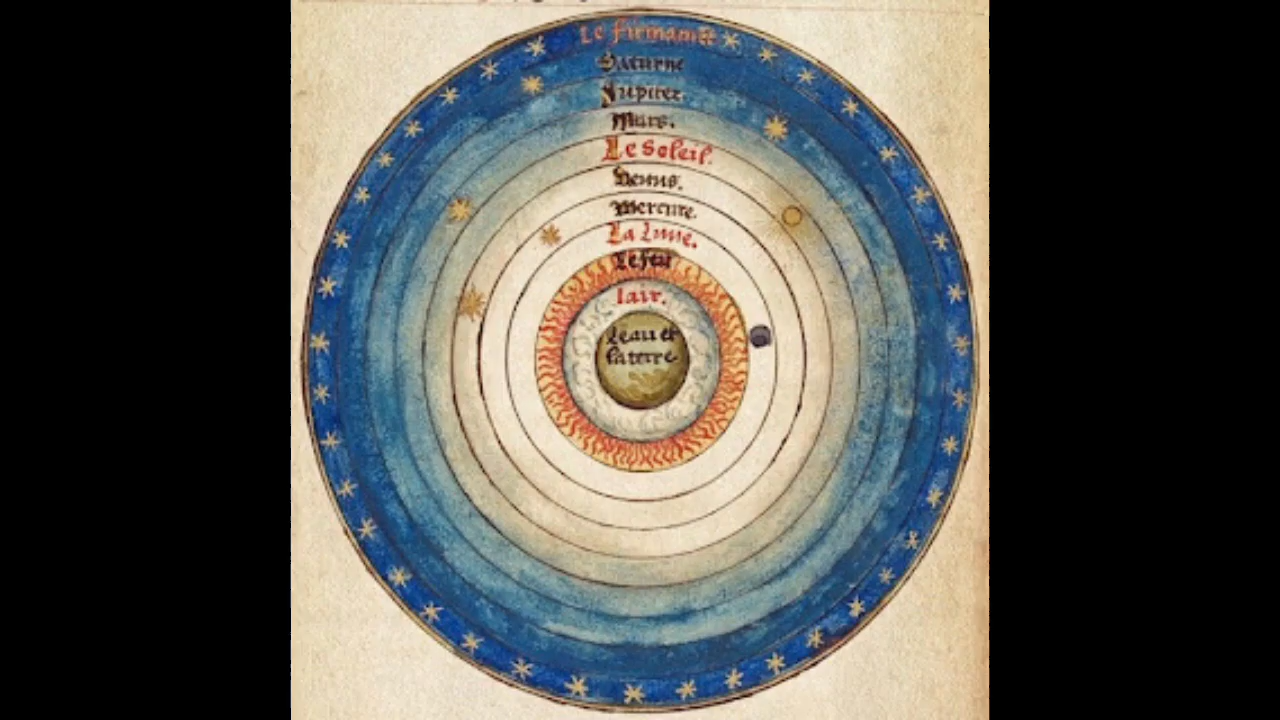 Le firmament
Saturne
Jupiter.
Mars.
Le Soleil.
Venus.
Mercure.
La Lune.
Le feu
lair.
Leau et
la terre